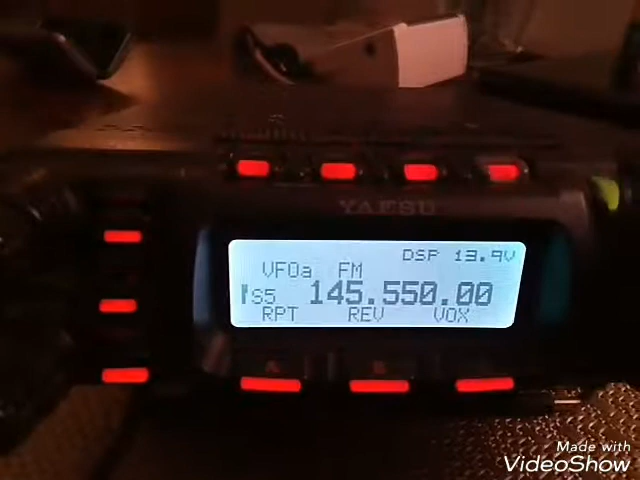 YAESU
DSP 13.9V
VFOa FM
S5 145.550.00
RPT REV VOX
A B
Made with
VideoShow